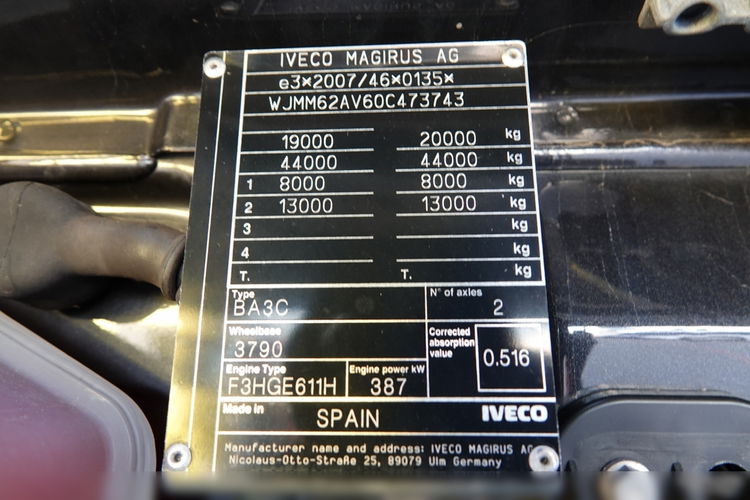 IVECO MAGIRUS AG
e3*2007/46*0135*
WJMM62AV60C473743
19000 20000 kg
44000 44000 kg
1 8000 8000 kg
2 13000 13000 kg
3 kg
4 kg
T. T. kg
Type N° of axles
BA3C 2
Wheelbase Corrected absorption value
3790 0.516
Engine Type Engine power kW
F3HGE611H 387
Made in SPAIN IVECO
Manufacturer name and address: IVECO MAGIRUS AG
Nicolaus-Otto-Straße 25, 89079 Ulm Germany